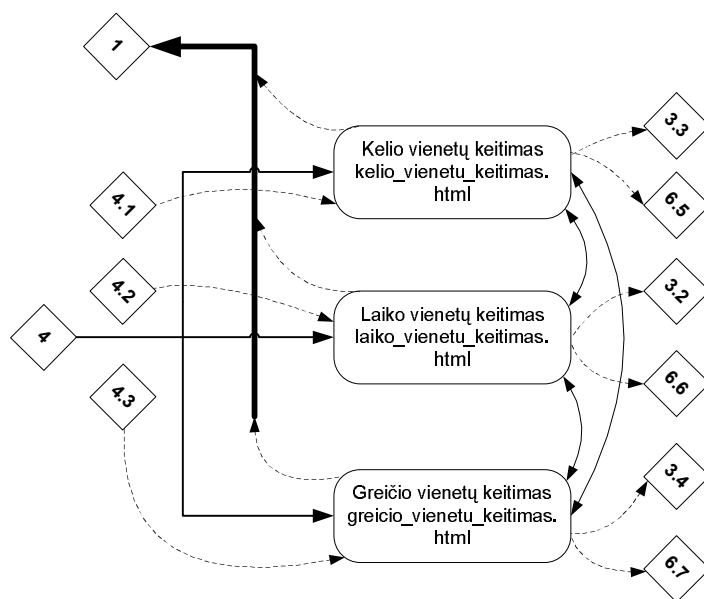 1
3.3
Kelio vienetų keitimas
kelio_vienetu_keitimas.
html
4.1
6.5
4.2
3.2
Laiko vienetų keitimas
laiko_vienetu_keitimas.
html
4
6.6
4.3
3.4
Greičio vienetų keitimas
greicio_vienetu_keitimas.
html
6.7